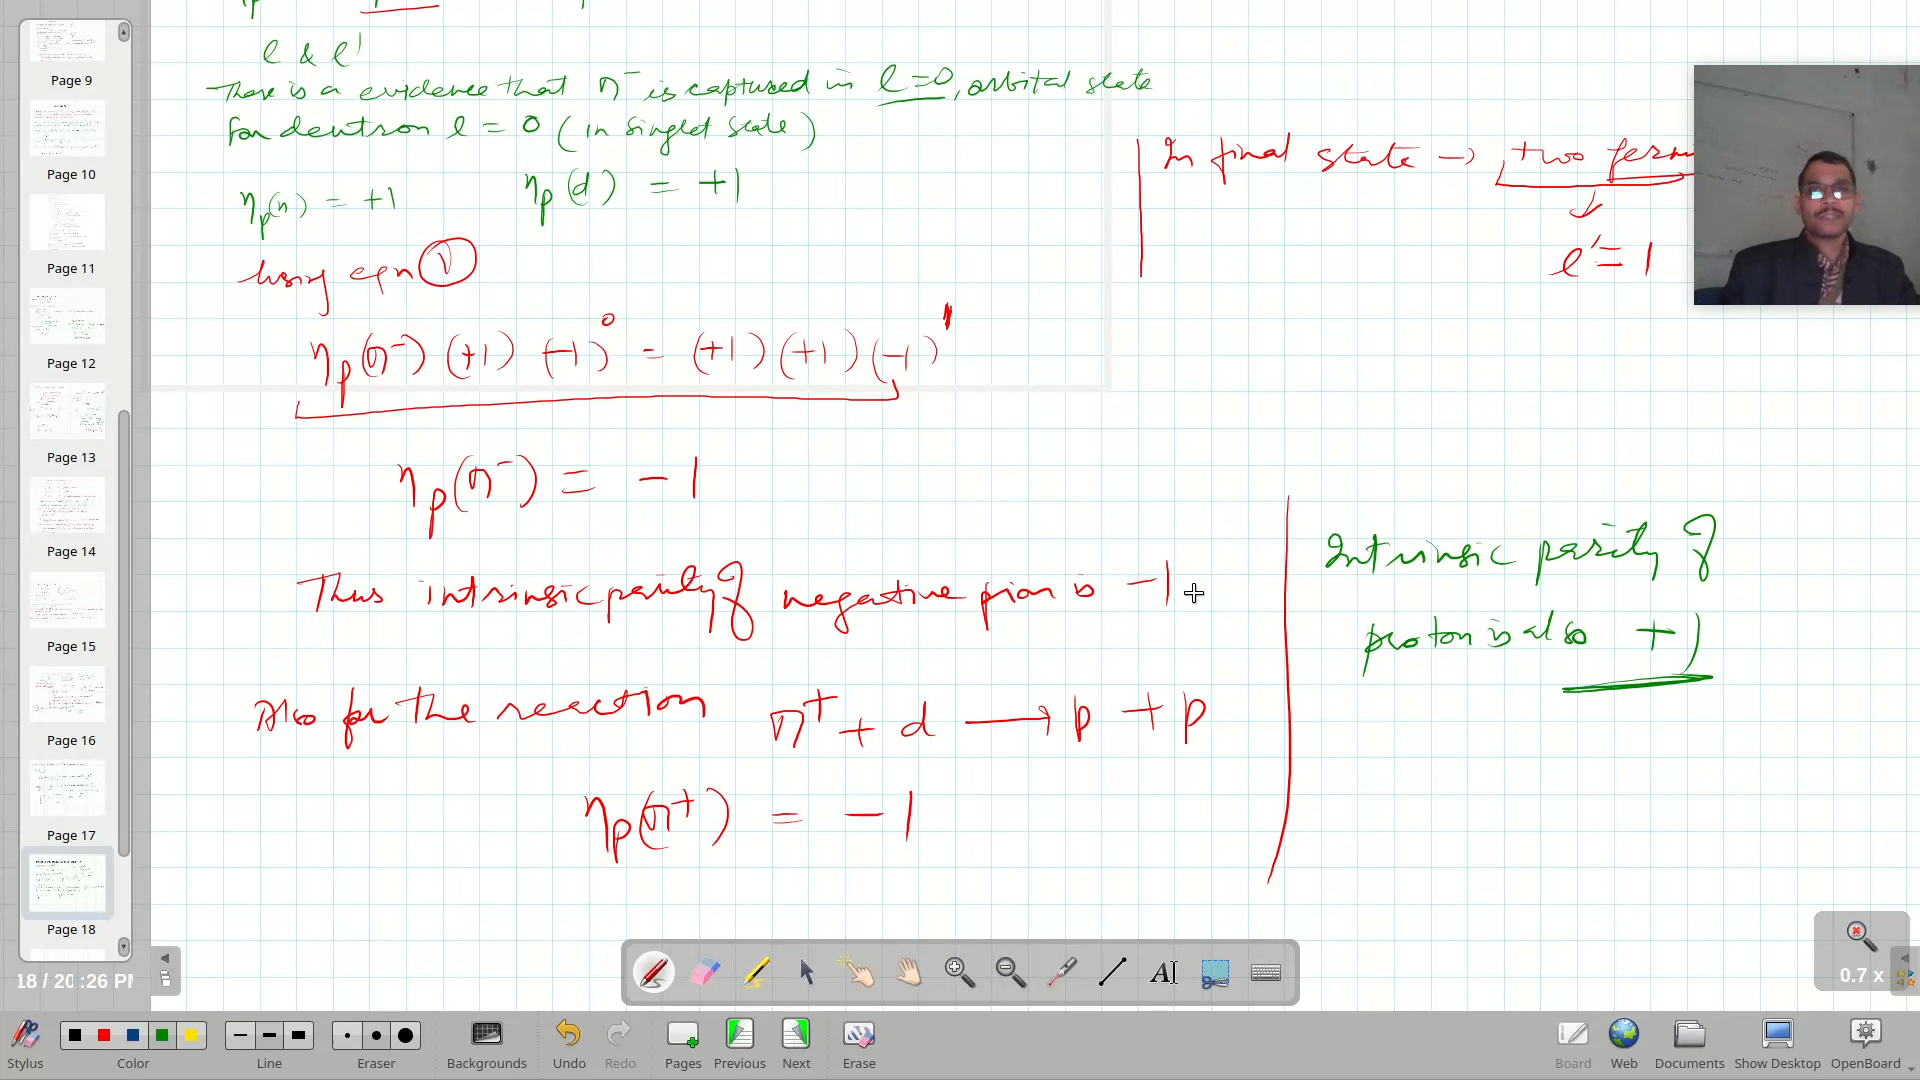 l & l'
There is a evidence that π⁻ is captured in l=0, orbital state
for deutron l = 0 (in singlet state)
ηp(n) = +1 ηp(d) = +1
In final state → two
l' = 1
using eqn
ηp(π⁻) (+1) (-1)⁰ = (+1) (+1) (-1)¹
ηp(π⁻) = -1
Thus intrinsic parity of negative pion is -1
Also for the reaction π⁺ + d → p + p
ηp(π⁺) = -1
Intrinsic parity of
proton is also +1
Page 9
Page 10
Page 11
Page 12
Page 13
Page 14
Page 15
Page 16
Page 17
Page 18
18 / 20:26 PM
0.7 x
Stylus
Color
Line
Eraser
Backgrounds
Undo
Redo
Pages
Previous
Next
Erase
Board
Web
Documents
Show Desktop
OpenBoard